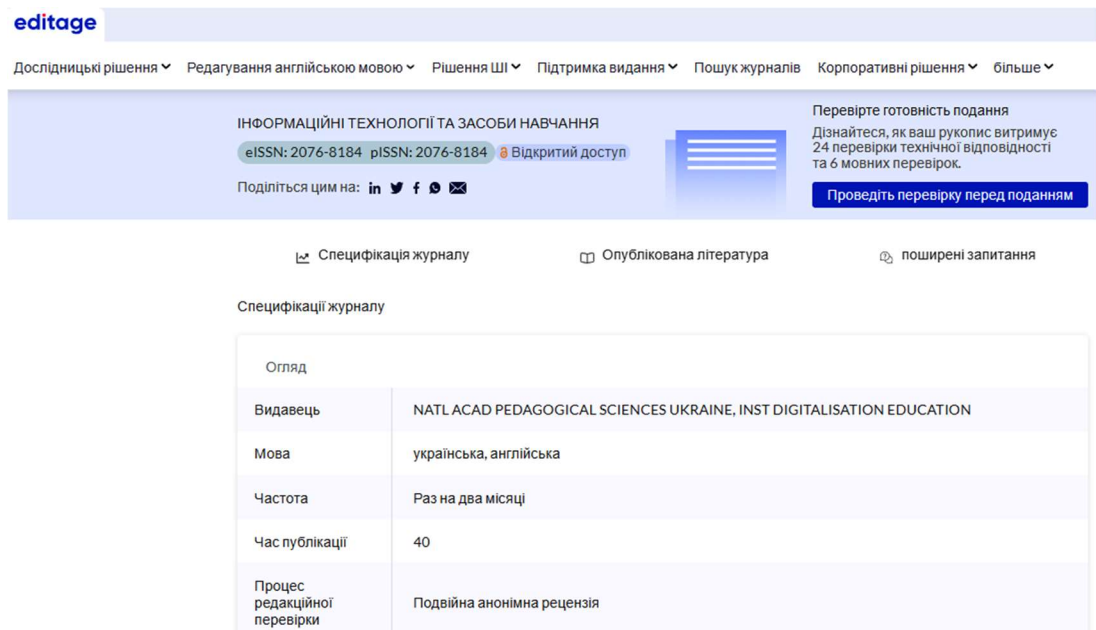 editage
Дослідницькі рішення Редагування англійською мовою Рішення ШІ Підтримка видання Пошук журналів Корпоративні рішення більше
ІНФОРМАЦІЙНІ ТЕХНОЛОГІЇ ТА ЗАСОБИ НАВЧАННЯ
eISSN: 2076-8184 pISSN: 2076-8184 Відкритий доступ
Поділіться цим на:
Перевірте готовність подання
Дізнайтеся, як ваш рукопис витримує
24 перевірки технічної відповідності
та 6 мовних перевірок.
Проведіть перевірку перед поданням
Специфікація журналу Опублікована література поширені запитання
Специфікації журналу
Огляд
Видавець NATL ACAD PEDAGOGICAL SCIENCES UKRAINE, INST DIGITALISATION EDUCATION
Мова українська, англійська
Частота Раз на два місяці
Час публікації 40
Процес
редакційної Подвійна анонімна рецензія
перевірки